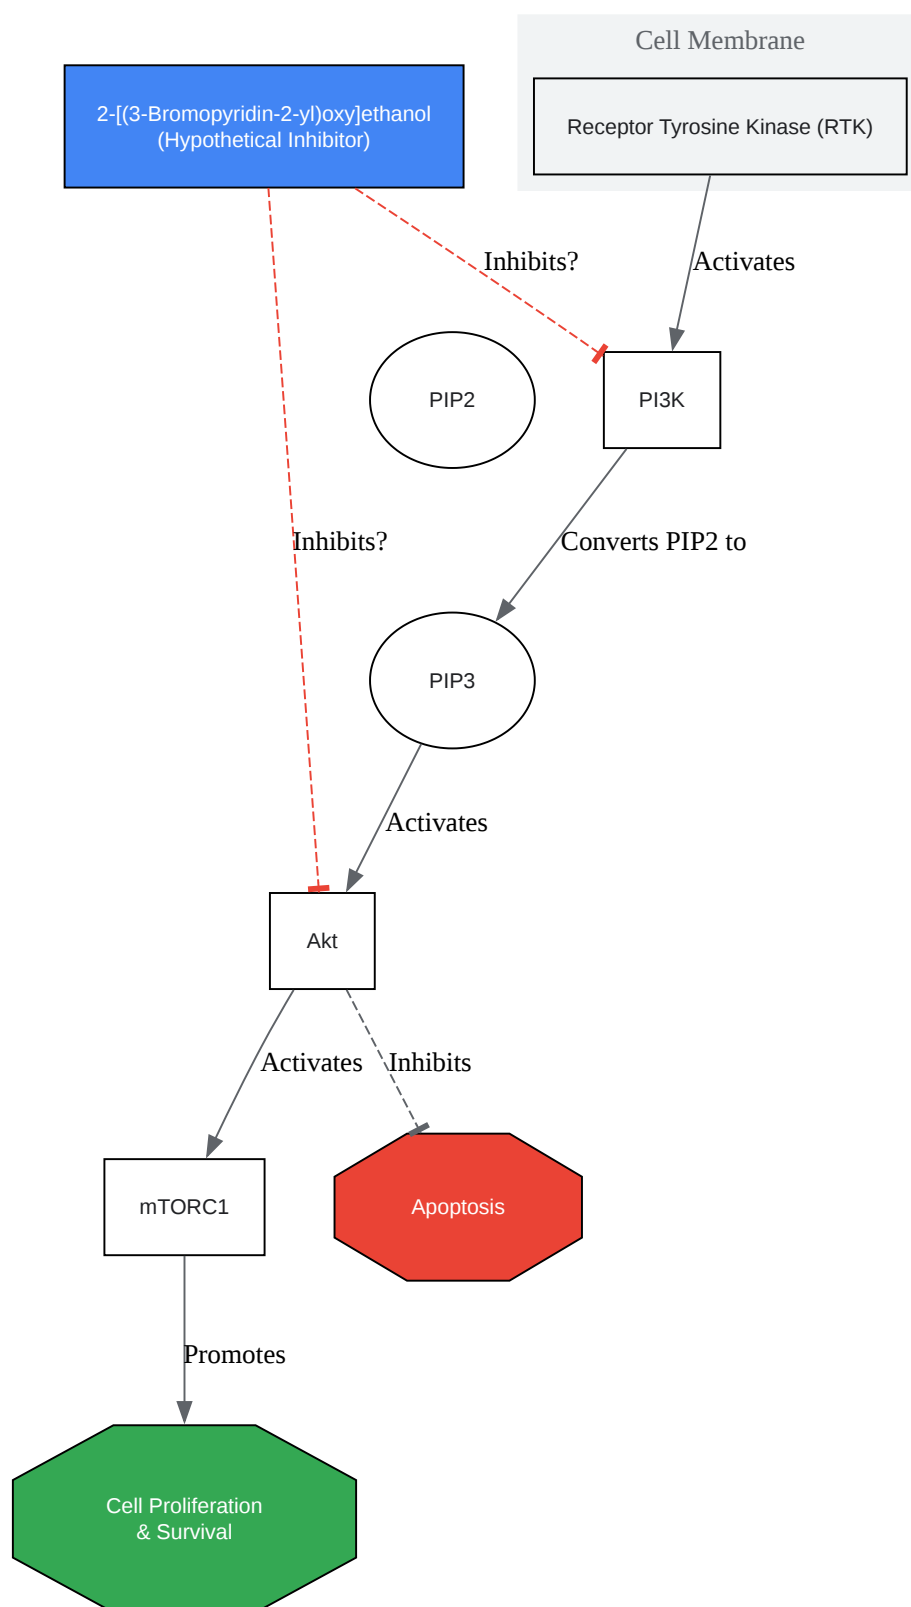 Cell Membrane
2-[(3-Bromopyridin-2-yl)oxy]ethanol
(Hypothetical Inhibitor)
Receptor Tyrosine Kinase (RTK)
Inhibits?
Activates
PIP2
PI3K
Inhibits?
Converts PIP2 to
PIP3
Activates
Akt
Activates
Inhibits
mTORC1
Apoptosis
Promotes
Cell Proliferation
& Survival